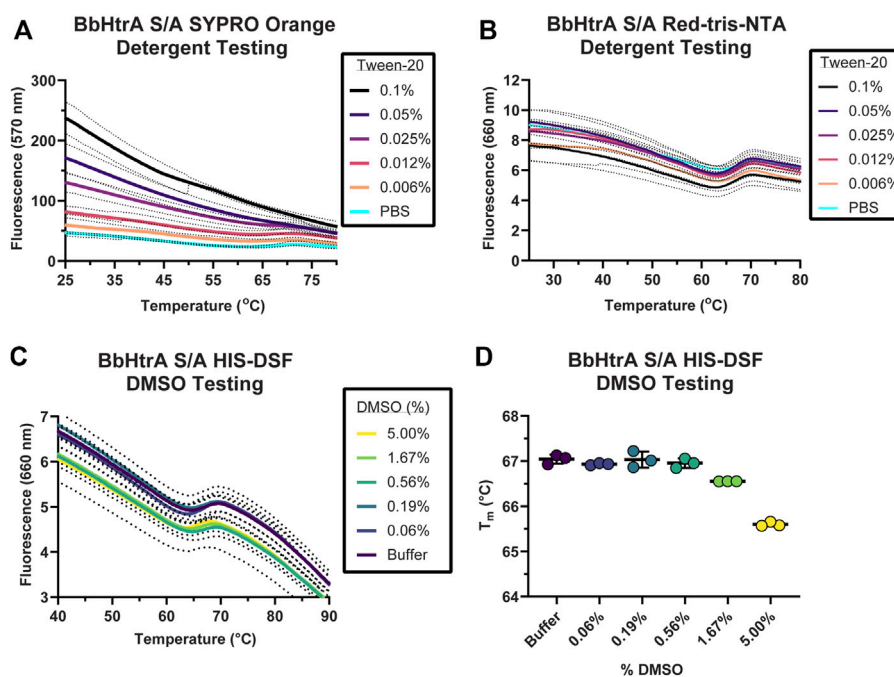 A
BbHtrA S/A SYPRO Orange
Detergent Testing
Fluorescence (570 nm)
300
200
100
0
25
35
45
55
65
75
Temperature (°C)
Tween-20
0.1%
0.05%
0.025%
0.012%
0.006%
PBS
B
BbHtrA S/A Red-tris-NTA
Detergent Testing
Fluorescence (660 nm)
12
10
8
6
4
2
0
30
40
50
60
70
80
Temperature (°C)
Tween-20
0.1%
0.05%
0.025%
0.012%
0.006%
PBS
C
BbHtrA S/A HIS-DSF
DMSO Testing
Fluorescence (660 nm)
7
6
5
4
3
40
50
60
70
80
90
Temperature (°C)
DMSO (%)
5.00%
1.67%
0.56%
0.19%
0.06%
Buffer
D
BbHtrA S/A HIS-DSF
DMSO Testing
Tm (°C)
68
67
66
65
64
Buffer
0.06%
0.19%
0.56%
1.67%
5.00%
% DMSO